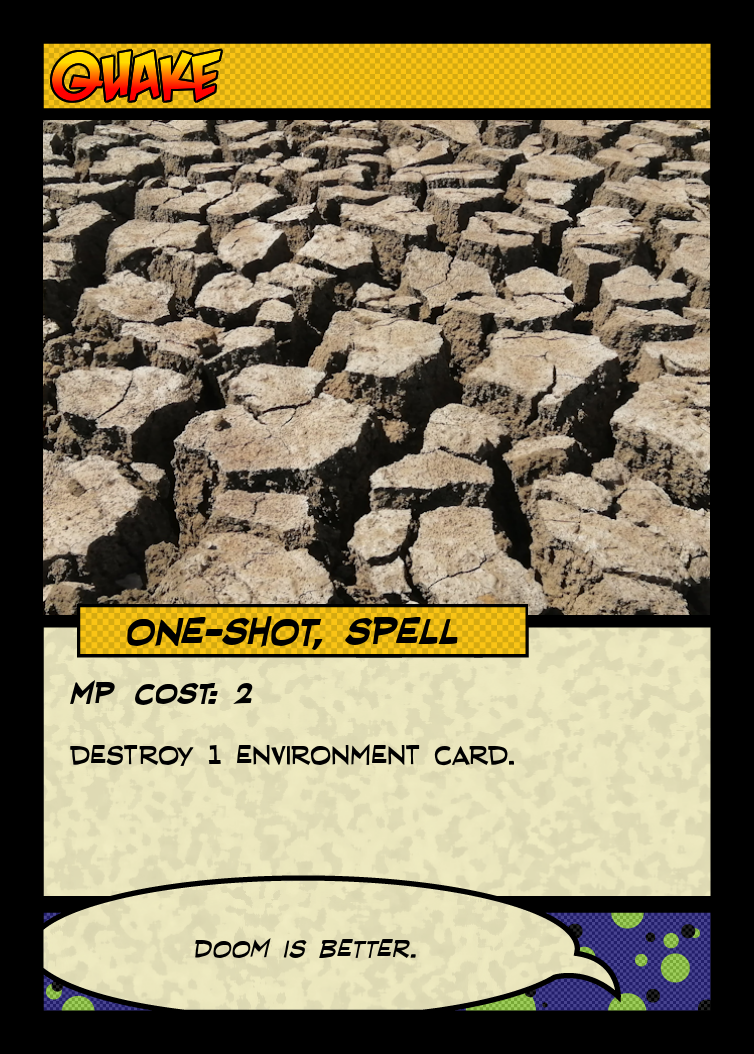 QUAKE
ONE-SHOT, SPELL
MP COST: 2
DESTROY 1 ENVIRONMENT CARD.
DOOM IS BETTER.